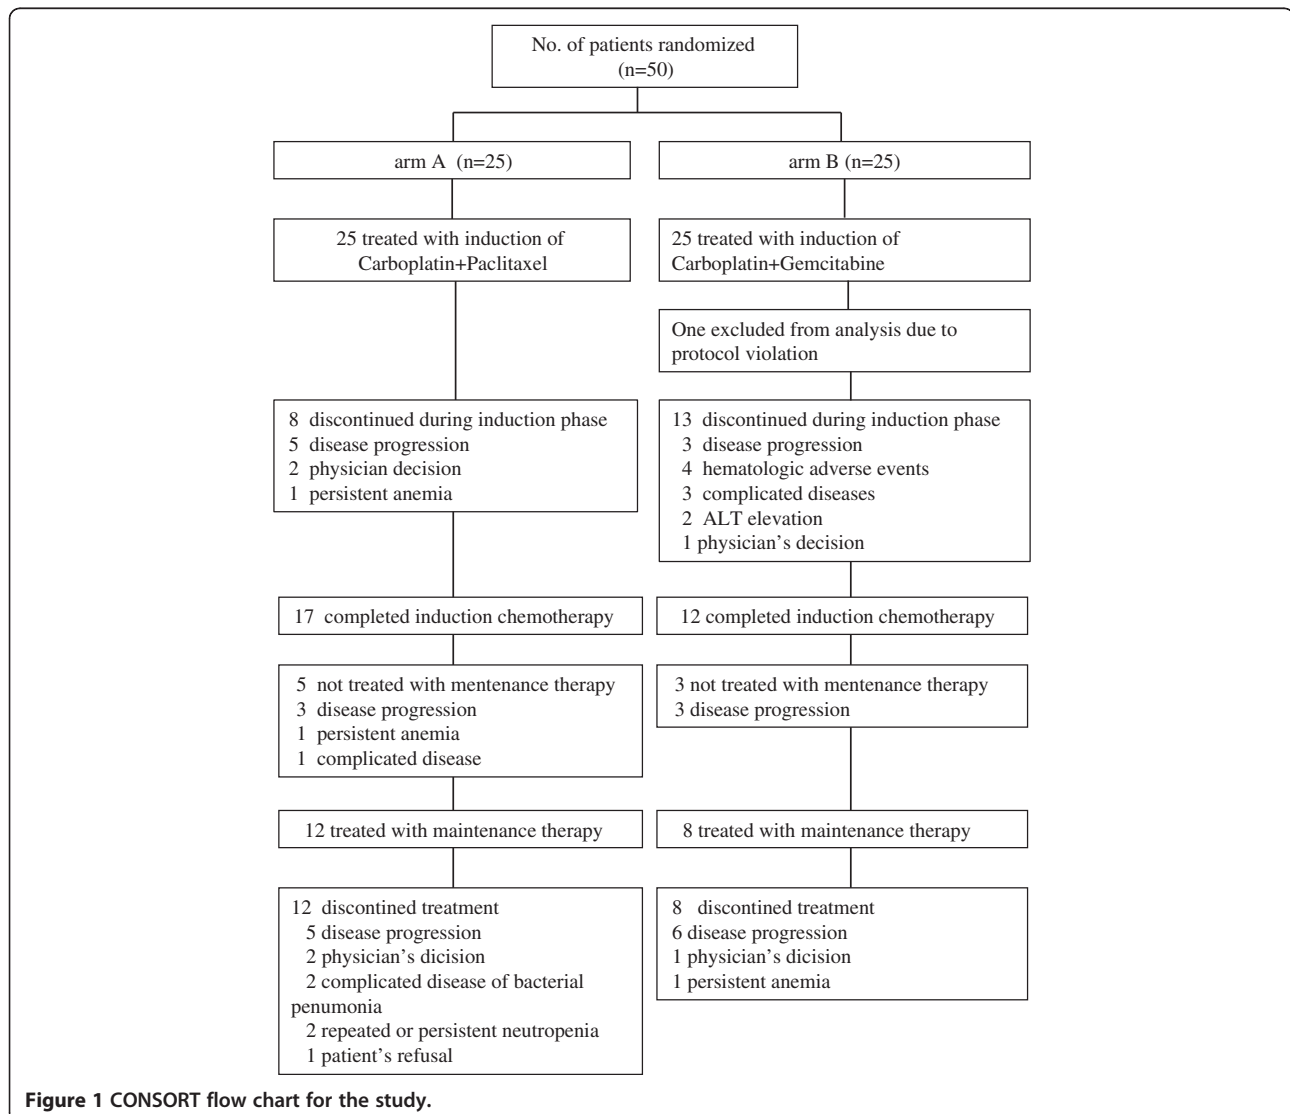 No. of patients randomized
(n=50)
arm A (n=25)
arm B (n=25)
25 treated with induction of
Carboplatin+Paclitaxel
25 treated with induction of
Carboplatin+Gemcitabine
One excluded from analysis due to
protocol violation
8 discontinued during induction phase
5 disease progression
2 physician decision
1 persistent anemia
13 discontinued during induction phase
3 disease progression
4 hematologic adverse events
3 complicated diseases
2 ALT elevation
1 physician's decision
17 completed induction chemotherapy
12 completed induction chemotherapy
5 not treated with mentenance therapy
3 disease progression
1 persistent anemia
1 complicated disease
3 not treated with mentenance therapy
3 disease progression
12 treated with maintenance therapy
8 treated with maintenance therapy
12 discontined treatment
5 disease progression
2 physician's dicision
2 complicated disease of bacterial
penumonia
2 repeated or persistent neutropenia
1 patient's refusal
8 discontined treatment
6 disease progression
1 physician's dicision
1 persistent anemia
Figure 1 CONSORT flow chart for the study.